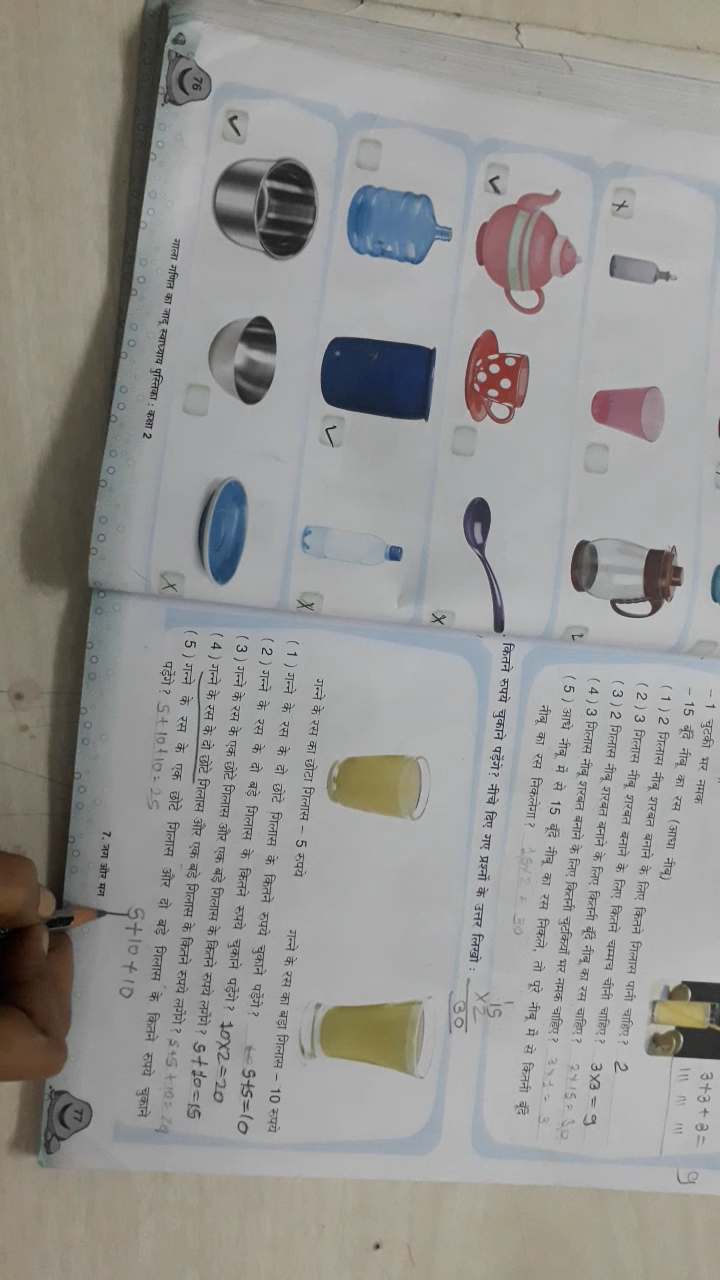 76
गाला गणित का जादू स्वाध्याय पुस्तिका : कक्षा 2
3+3+3=
9
– 1 चुटकी भर नमक
– 15 बूँदें नीबू का रस (आधा नीबू)
(1) 2 गिलास नीबू शरबत बनाने के लिए कितने गिलास पानी चाहिए? 2
(2) 3 गिलास नीबू शरबत बनाने के लिए कितने चम्मच चीनी चाहिए? 3x3=9
(3) 2 गिलास नीबू शरबत बनाने के लिए कितनी बूँदें नीबू का रस चाहिए? 2x15=30
(4) 3 गिलास नीबू शरबत बनाने के लिए कितनी चुटकियाँ भर नमक चाहिए? 3x1=3
(5) आधे नीबू में से 15 बूँदें नीबू का रस निकले, तो पूरे नीबू में से कितनी बूँदें
नीबू का रस निकलेगा? 15x2=30
15
x2
30
कितने रुपये चुकाने पड़ेंगे? नीचे दिए गए प्रश्नों के उत्तर लिखो :
गन्ने के रस का छोटा गिलास – 5 रुपये
गन्ने के रस का बड़ा गिलास – 10 रुपये
(1) गन्ने के रस के दो छोटे गिलास के कितने रुपये चुकाने पड़ेंगे? 5+5=10
(2) गन्ने के रस के दो बड़े गिलास के कितने रुपये चुकाने पड़ेंगे? 10x2=20
(3) गन्ने के रस के एक छोटे गिलास और एक बड़े गिलास के कितने रुपये चुकाने पड़ेंगे? 5+10=15
(4) गन्ने के रस के दो छोटे गिलास और एक बड़े गिलास के कितने रुपये लगेंगे? 5+5+10=
(5) गन्ने के रस के एक छोटे गिलास और दो बड़े गिलास के कितने रुपये चुकाने
पड़ेंगे? 5+10+10=25
5+10+10
7. जग और मग
77